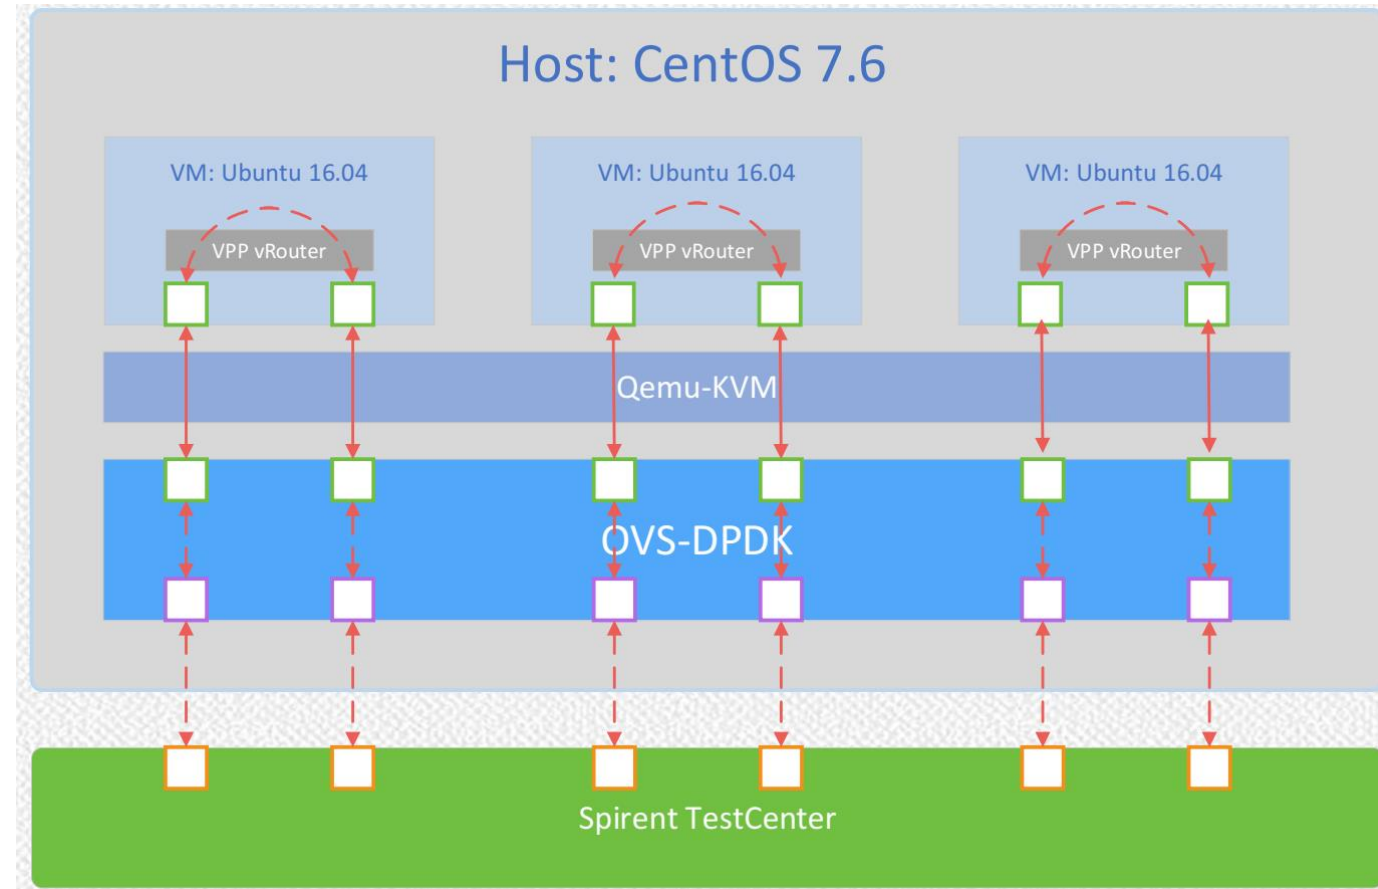 Host: CentOS 7.6
VM: Ubuntu 16.04
VM: Ubuntu 16.04
VM: Ubuntu 16.04
VPP vRouter
VPP vRouter
VPP vRouter
Qemu-KVM
OVS-DPDK
Spirent TestCenter